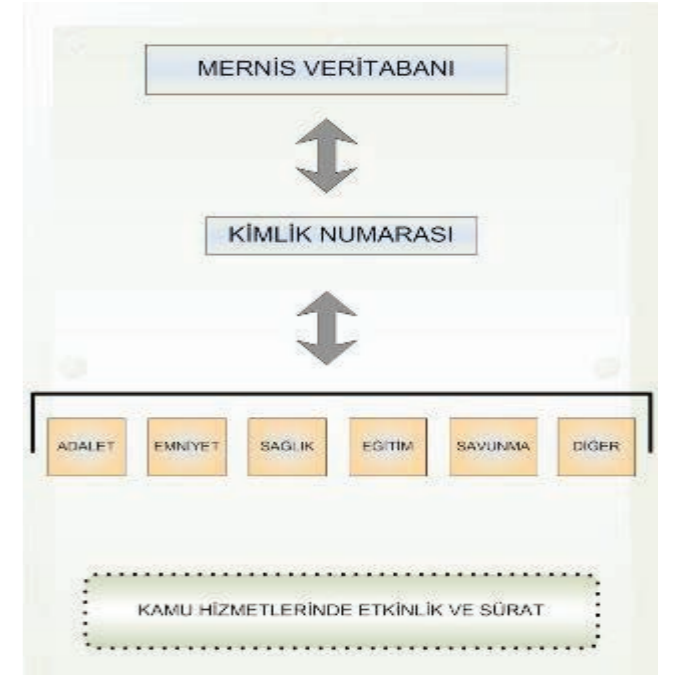 MERNİS VERİTABANI
KİMLİK NUMARASI
ADALET EMNİYET SAĞLIK EĞİTİM SAVUNMA DİĞER
KAMU HİZMETLERİNDE ETKİNLİK VE SÜRAT